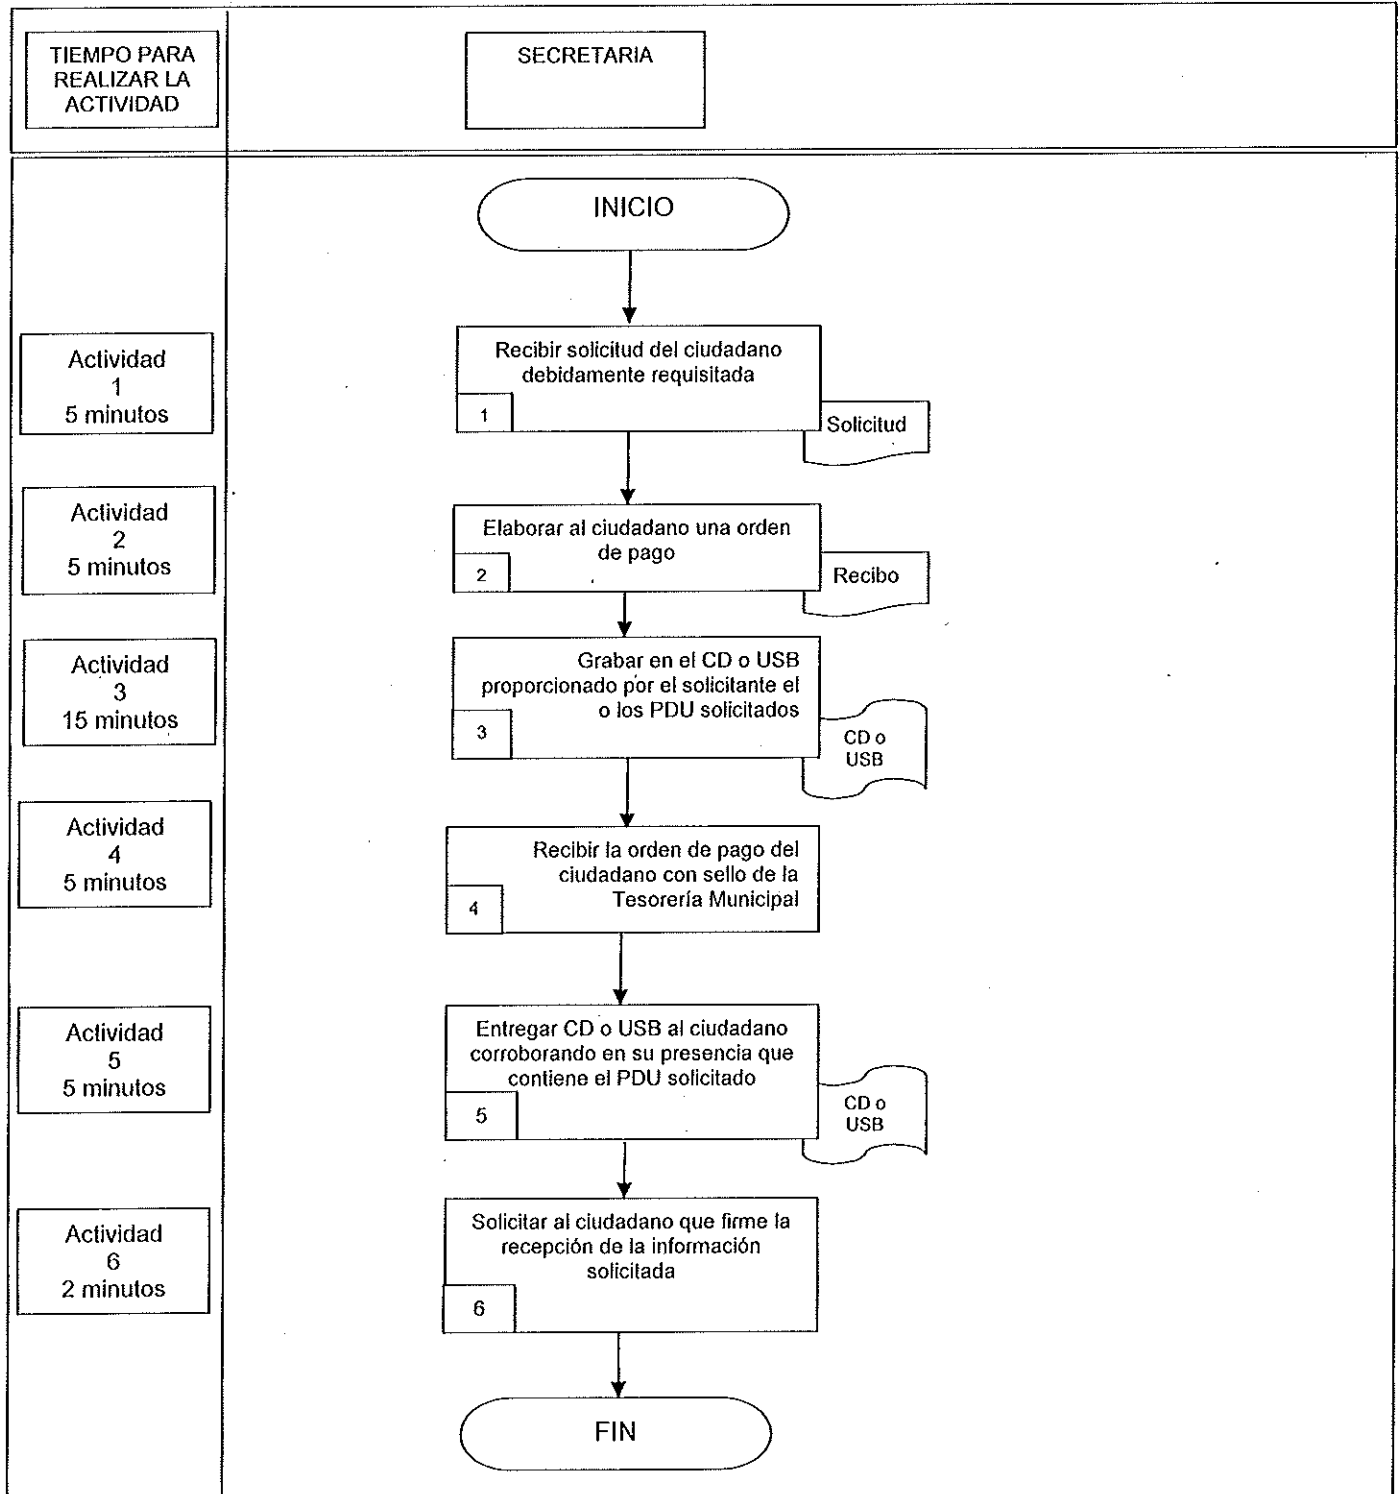 TIEMPO PARA
REALIZAR LA
ACTIVIDAD
SECRETARIA
INICIO
Actividad
1
5 minutos
Recibir solicitud del ciudadano
debidamente requisitada
1
Solicitud
Actividad
2
5 minutos
Elaborar al ciudadano una orden
de pago
2
Recibo
Actividad
3
15 minutos
Grabar en el CD o USB
proporcionado por el solicitante el
o los PDU solicitados
3
CD o
USB
Actividad
4
5 minutos
Recibir la orden de pago del
ciudadano con sello de la
Tesorería Municipal
4
Actividad
5
5 minutos
Entregar CD o USB al ciudadano
corroborando en su presencia que
contiene el PDU solicitado
5
CD o
USB
Actividad
6
2 minutos
Solicitar al ciudadano que firme la
recepción de la información
solicitada
6
FIN